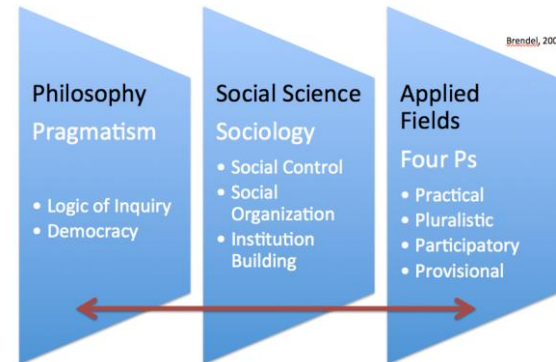 Brendel, 200
Philosophy
Pragmatism
• Logic of Inquiry
• Democracy
Social Science
Sociology
• Social Control
• Social
Organization
• Institution
Building
Applied
Fields
Four Ps
• Practical
• Pluralistic
• Participatory
• Provisional